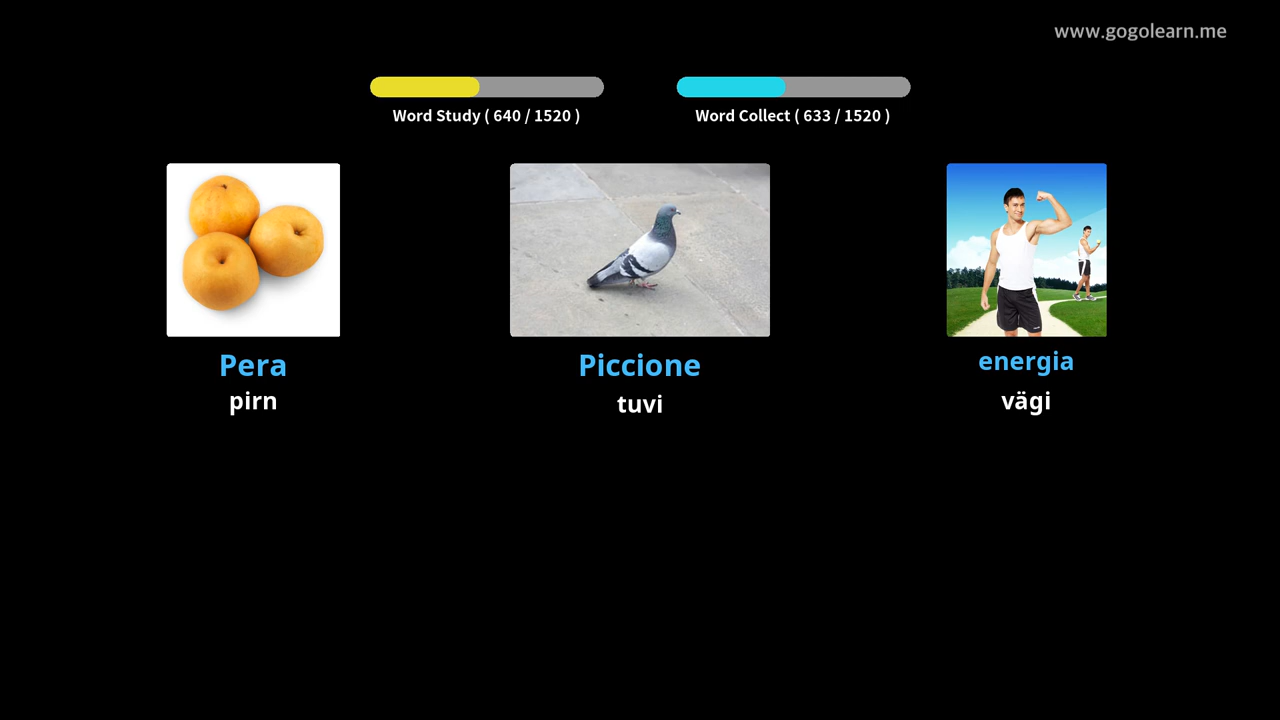 www.gogolearn.me
Word Study ( 640 / 1520 )
Word Collect ( 633 / 1520 )
Pera
pirn
Piccione
tuvi
energia
vägi